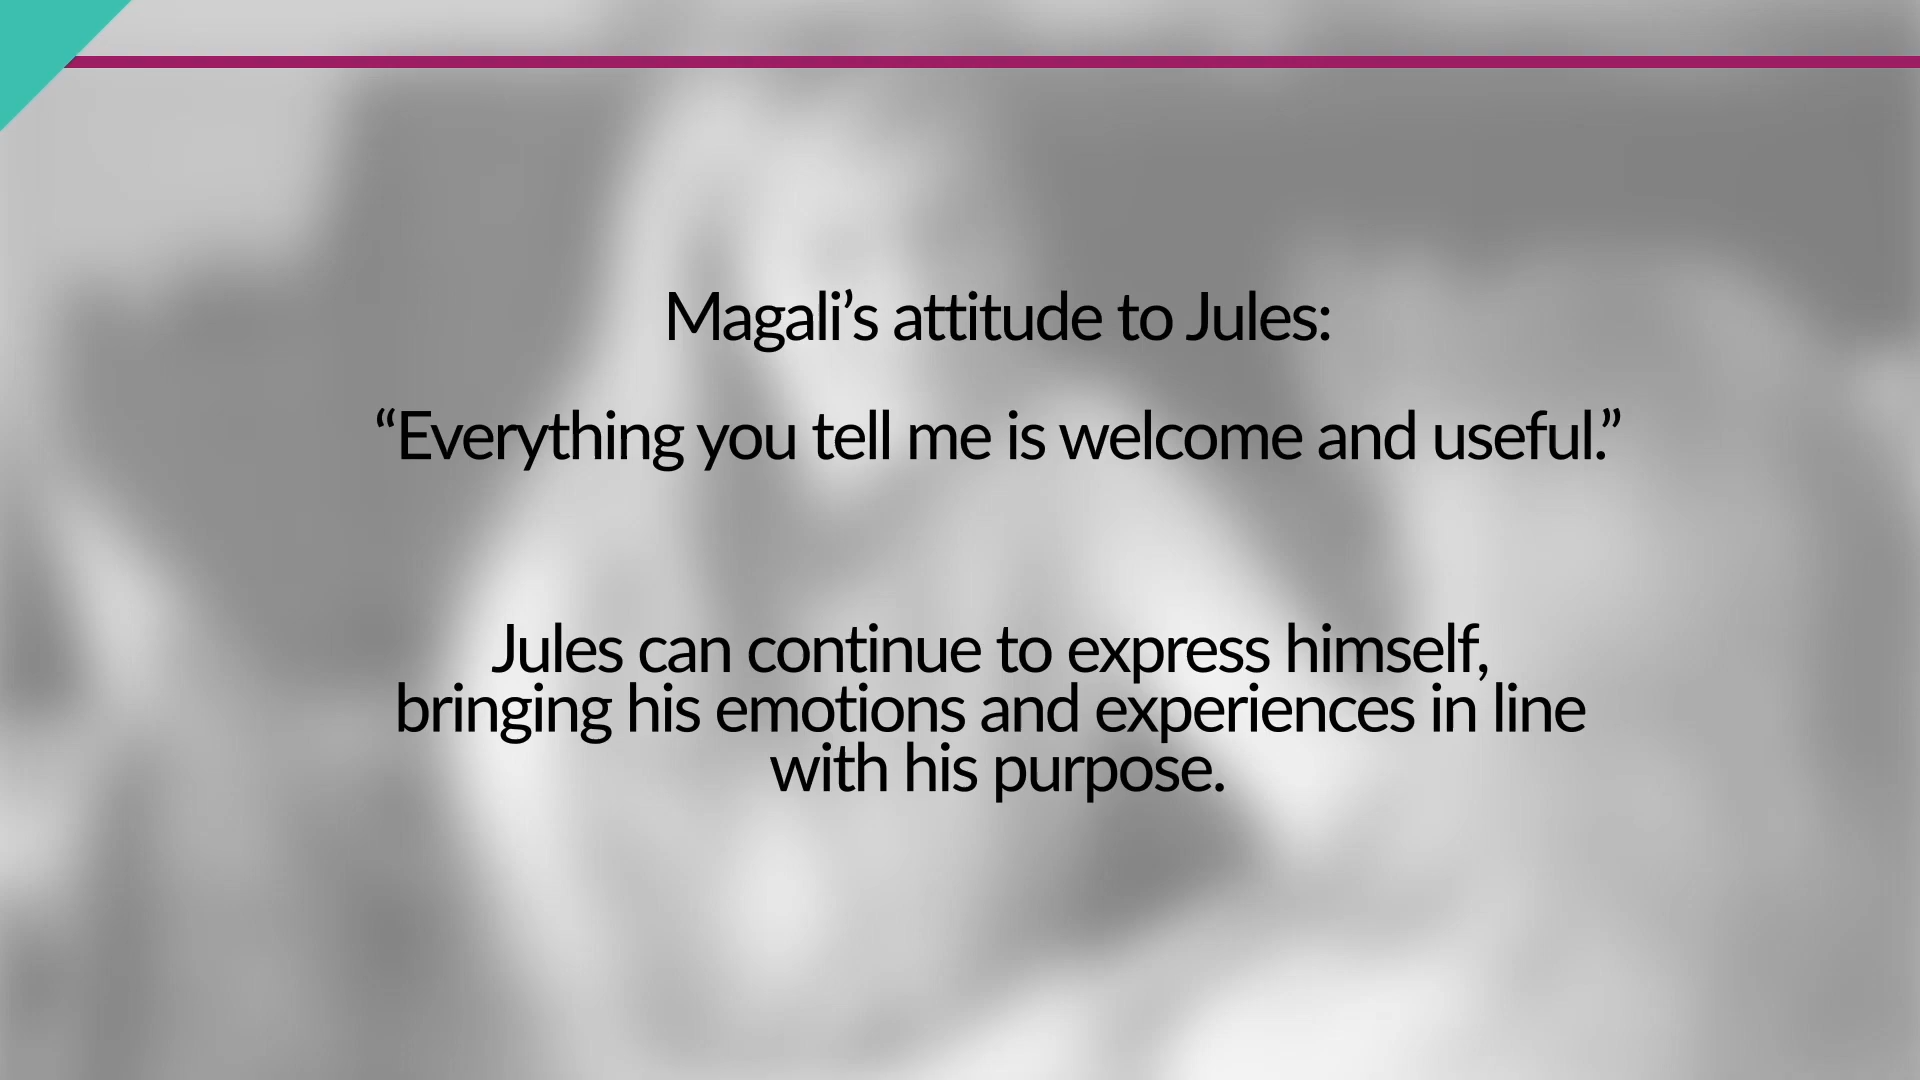 Magali’s attitude to Jules:
“Everything you tell me is welcome and useful.”
Jules can continue to express himself,
bringing his emotions and experiences in line
with his purpose.